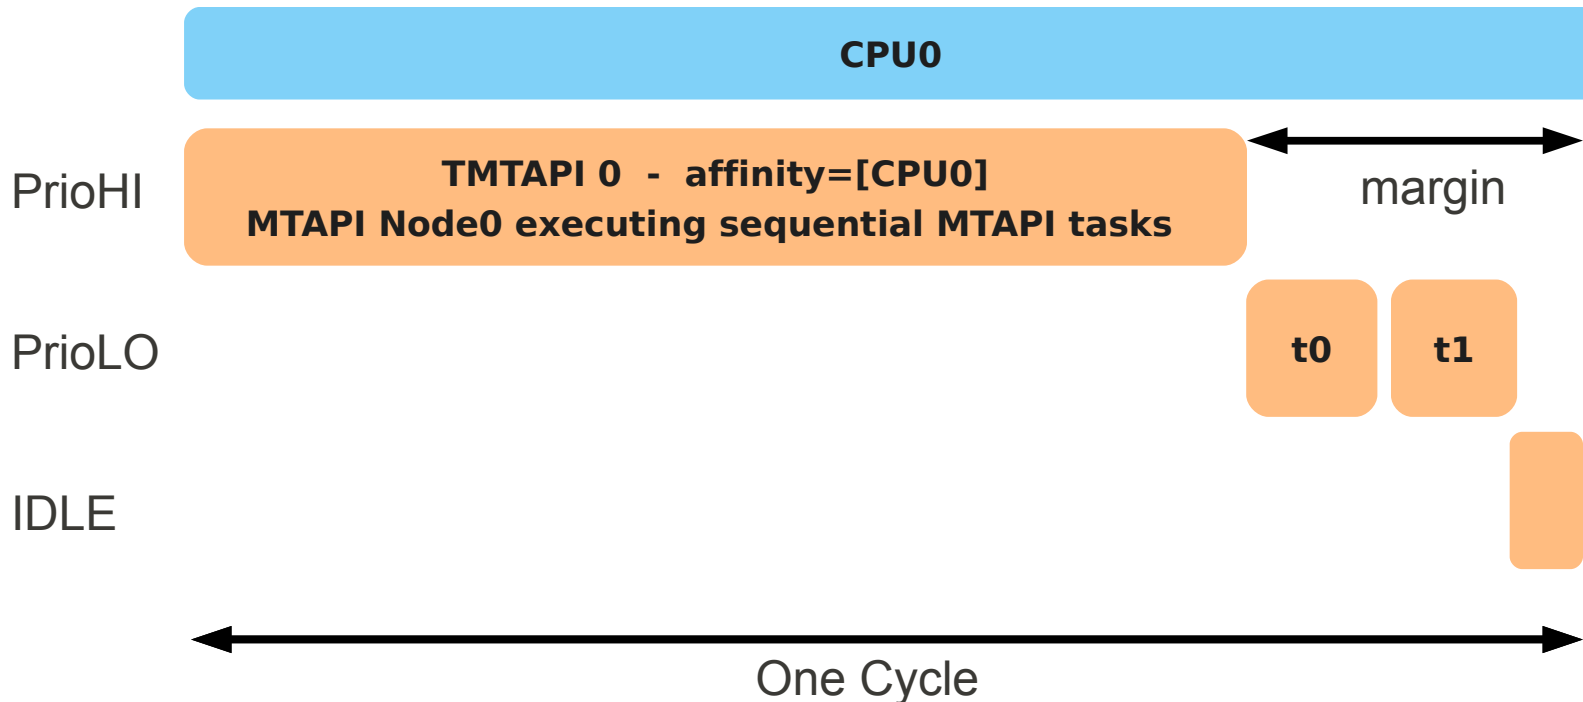 CPU0
PrioHI
TMTAPI 0 - affinity=[CPU0]
MTAPI Node0 executing sequential MTAPI tasks
margin
PrioLO
t0
t1
IDLE
One Cycle